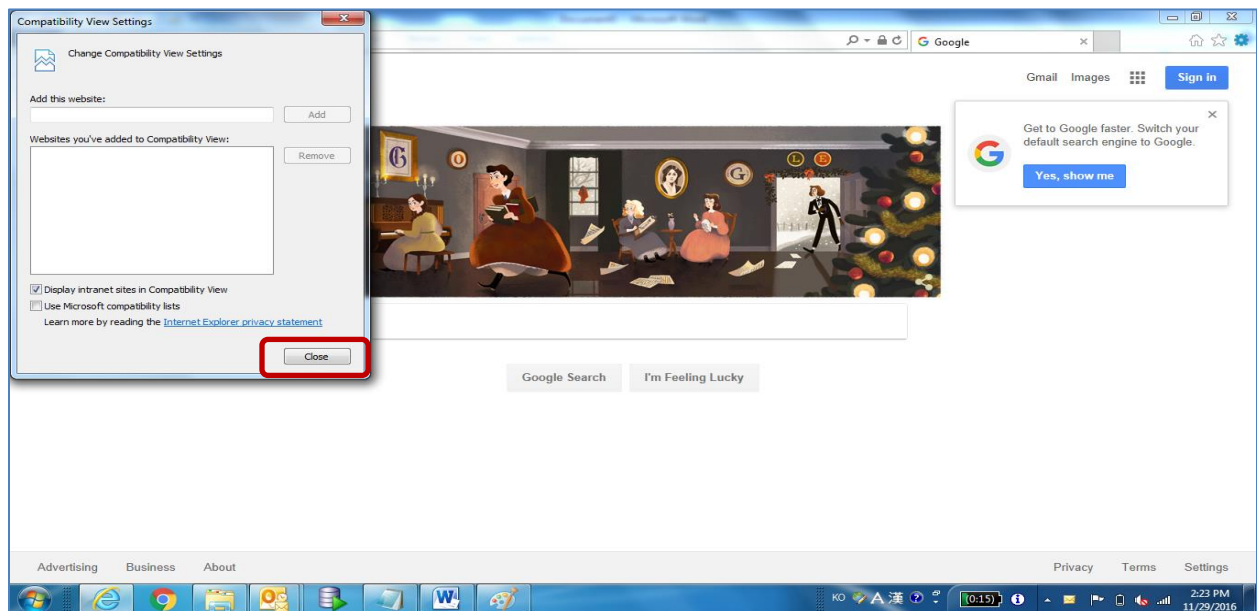 Compatibility View Settings
Change Compatibility View Settings
Add this website:
Add
Websites you've added to Compatibility View:
Remove
Display intranet sites in Compatibility View
Use Microsoft compatibility lists
Learn more by reading the Internet Explorer privacy statement
Close
Google
Gmail Images
Sign in
Get to Google faster. Switch your
default search engine to Google.
Yes, show me
G O G L E
Google Search I'm Feeling Lucky
Advertising Business About
Privacy Terms Settings
KO A 漢
(0:15)
2:23 PM
11/29/2016